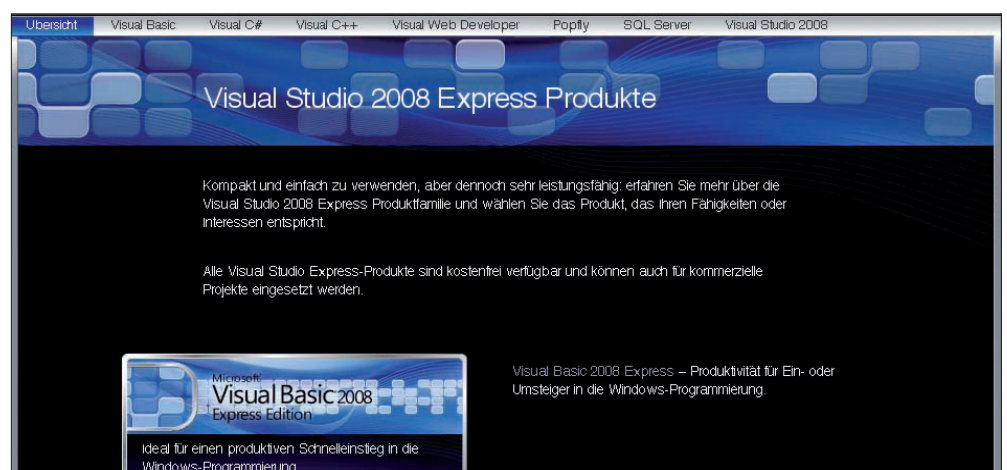 Übersicht Visual Basic Visual C# Visual C++ Visual Web Developer Popfly SQL Server Visual Studio 2008
Visual Studio 2008 Express Produkte
Kompakt und einfach zu verwenden, aber dennoch sehr leistungsfähig: erfahren Sie mehr über die
Visual Studio 2008 Express Produktfamilie und wählen Sie das Produkt, das Ihren Fähigkeiten oder
Interessen entspricht.
Alle Visual Studio Express-Produkte sind kostenfrei verfügbar und können auch für kommerzielle
Projekte eingesetzt werden.
Microsoft
Visual Basic 2008
Express Edition
Ideal für einen produktiven Schnelleinstieg in die
Windows-Programmierung
Visual Basic 2008 Express – Produktivität für Ein- oder
Umsteiger in die Windows-Programmierung.